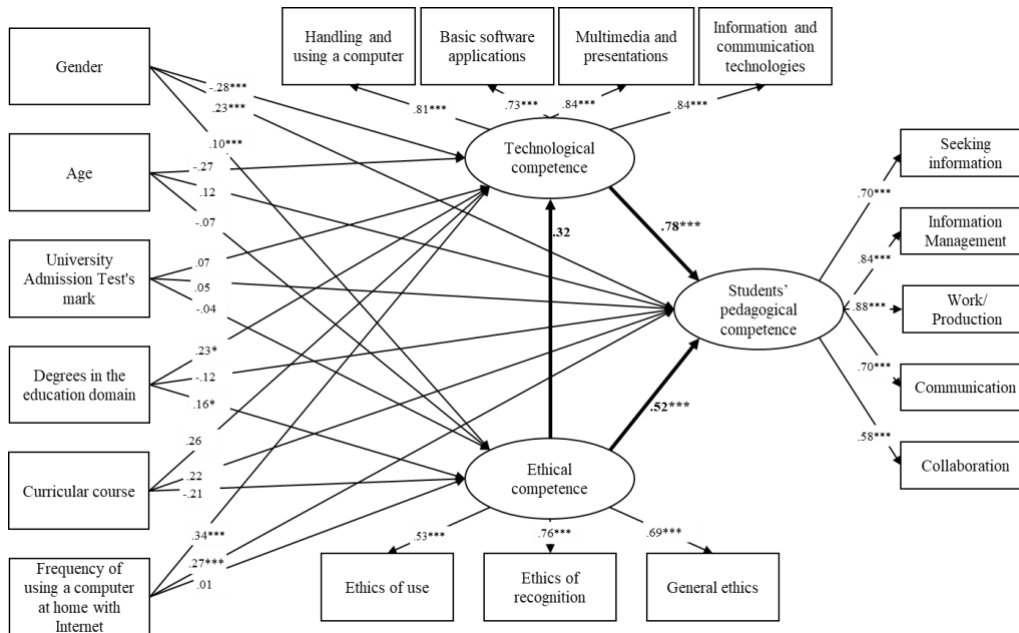 Gender
Age
University
Admission Test's
mark
Degrees in the
education domain
Curricular course
Frequency of
using a computer
at home with
Internet
Handling and
using a computer
Basic software
applications
Multimedia and
presentations
Information and
communication
technologies
.81***
.73***
.84***
.84***
Technological
competence
-.28***
.23***
.10***
-.27
.12
-.07
.07
.05
-.04
.23*
-.12
.16*
.26
.22
-.21
.34***
.27***
.01
.32
.78***
.52***
Students'
pedagogical
competence
Ethical
competence
.53***
.76***
.69***
Ethics of use
Ethics of
recognition
General ethics
.70***
.84***
.88***
.70***
.58***
Seeking
information
Information
Management
Work/
Production
Communication
Collaboration